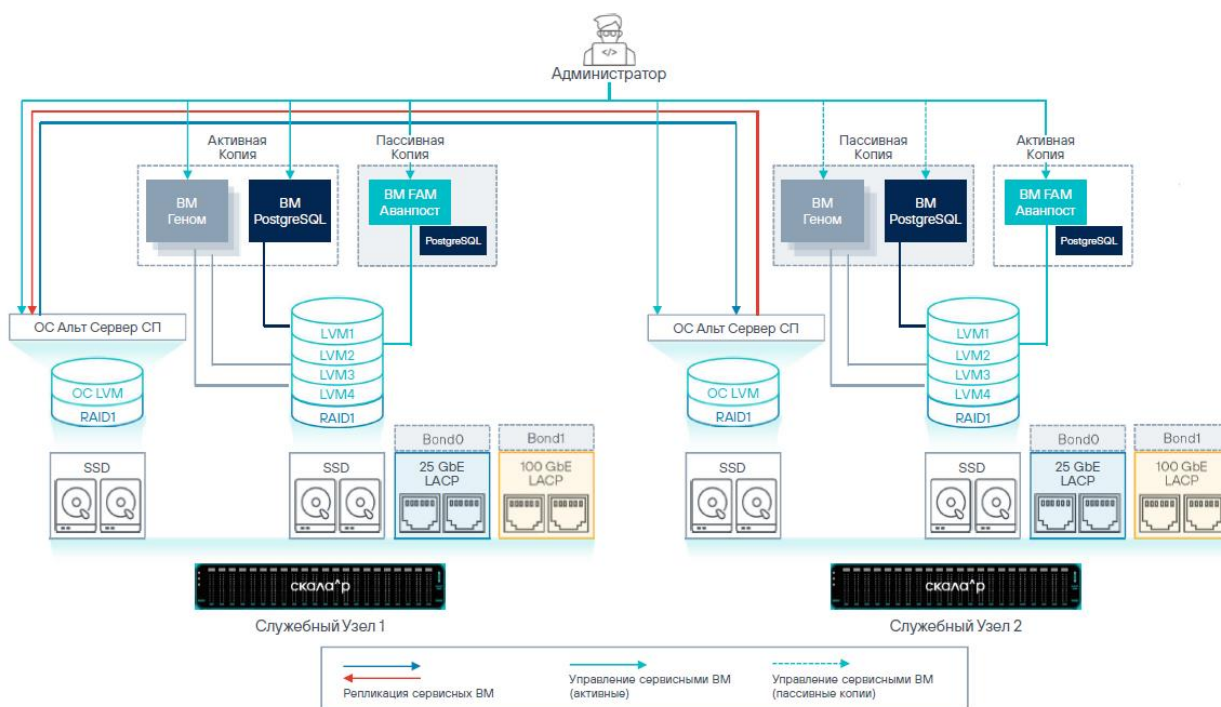 </>
Администратор
Активная
Копия
Пассивная
Копия
Пассивная
Копия
Активная
Копия
ВМ
Геном
ВМ
PostgreSQL
ВМ FAM
Аванпост
PostgreSQL
ВМ
Геном
ВМ
PostgreSQL
ВМ FAM
Аванпост
PostgreSQL
ОС Альт Сервер СП
LVM1
LVM2
LVM3
LVM4
RAID1
ОС LVM
RAID1
ОС Альт Сервер СП
LVM1
LVM2
LVM3
LVM4
RAID1
ОС LVM
RAID1
SSD
SSD
Bond0
25 GbE
LACP
Bond1
100 GbE
LACP
SSD
SSD
Bond0
25 GbE
LACP
Bond1
100 GbE
LACP
скала^р
скала^р
Служебный Узел 1
Служебный Узел 2
Репликация сервисных ВМ
Управление сервисными ВМ
(активные)
Управление сервисными ВМ
(пассивные копии)